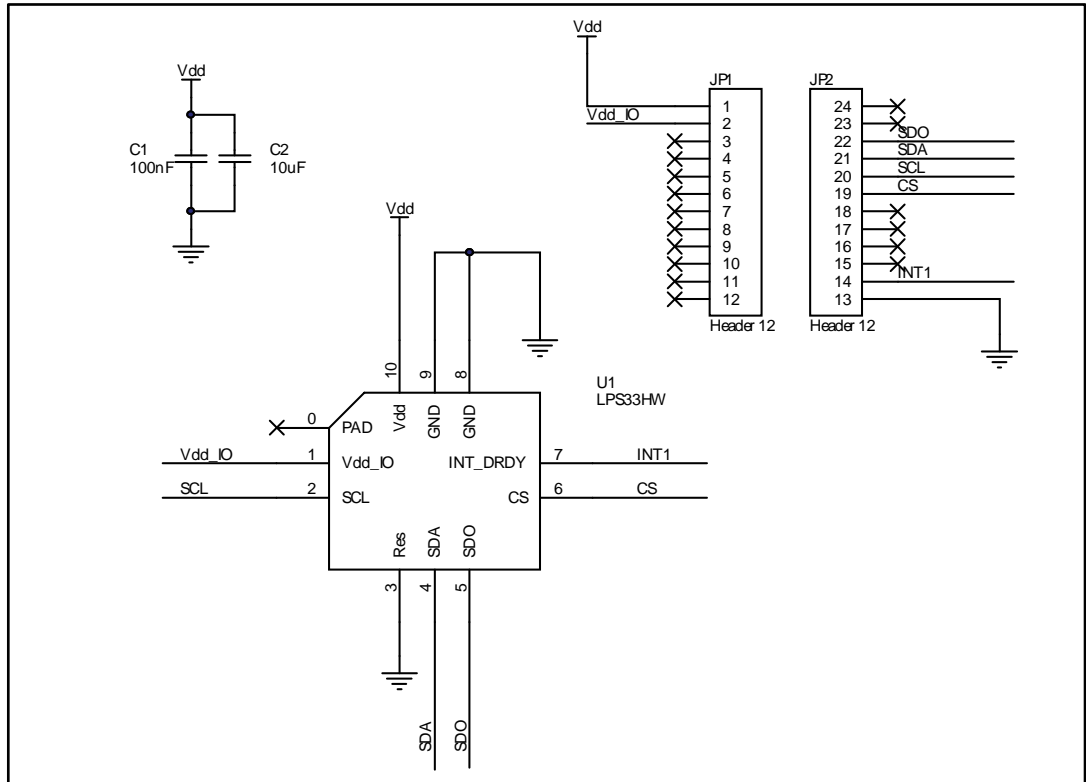 Vdd
C1
100nF
C2
10uF
Vdd
JP1
Vdd_IO
1
2
3
4
5
6
7
8
9
10
11
12
Header 12
JP2
24
23
22
21
20
19
18
17
16
15
14
13
SDO
SDA
SCL
CS
INT1
Header 12
Vdd
10
9
8
U1
LPS33HW
0
PAD
Vdd
GND
GND
Vdd_IO
1
Vdd_IO
INT_DRDY
7
INT1
SCL
2
SCL
CS
6
CS
Res
SDA
SDO
3
4
5
SDA
SDO